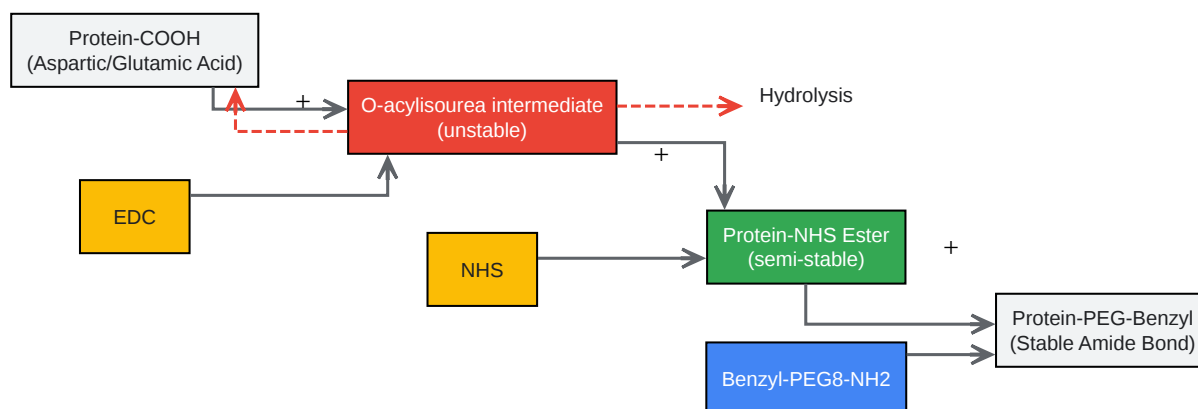 Protein-COOH
(Aspartic/Glutamic Acid)
+
O-acylisourea intermediate
(unstable)
Hydrolysis
+
EDC
Protein-NHS Ester
(semi-stable)
+
NHS
Protein-PEG-Benzyl
(Stable Amide Bond)
Benzyl-PEG8-NH2